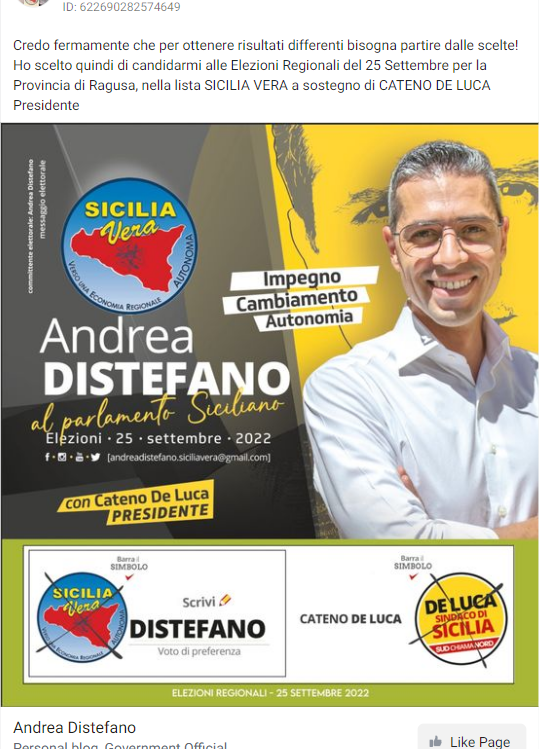 ID: 622690282574649
Credo fermamente che per ottenere risultati differenti bisogna partire dalle scelte!
Ho scelto quindi di candidarmi alle Elezioni Regionali del 25 Settembre per la
Provincia di Ragusa, nella lista SICILIA VERA a sostegno di CATENO DE LUCA
Presidente
committente elettorale: Andrea Distefano
messaggio elettorale
SICILIA
Vera
VERSO UNA ECONOMIA REGIONALE
AUTONOMA
Impegno
Cambiamento
Autonomia
Andrea
DISTEFANO
al parlamento Siciliano
Elezioni · 25 · settembre · 2022
[andreadistefano.siciliavera@gmail.com]
con Cateno De Luca
PRESIDENTE
Barra il
SIMBOLO
SICILIA
Vera
VERSO UNA ECONOMIA REGIONALE
AUTONOMA
Scrivi
DISTEFANO
Voto di preferenza
Barra il
SIMBOLO
CATENO DE LUCA
DE LUCA
SINDACO DI
SICILIA
SUD CHIAMA NORD
ELEZIONI REGIONALI - 25 SETTEMBRE 2022
Andrea Distefano
Personal blog, Government Official
Like Page